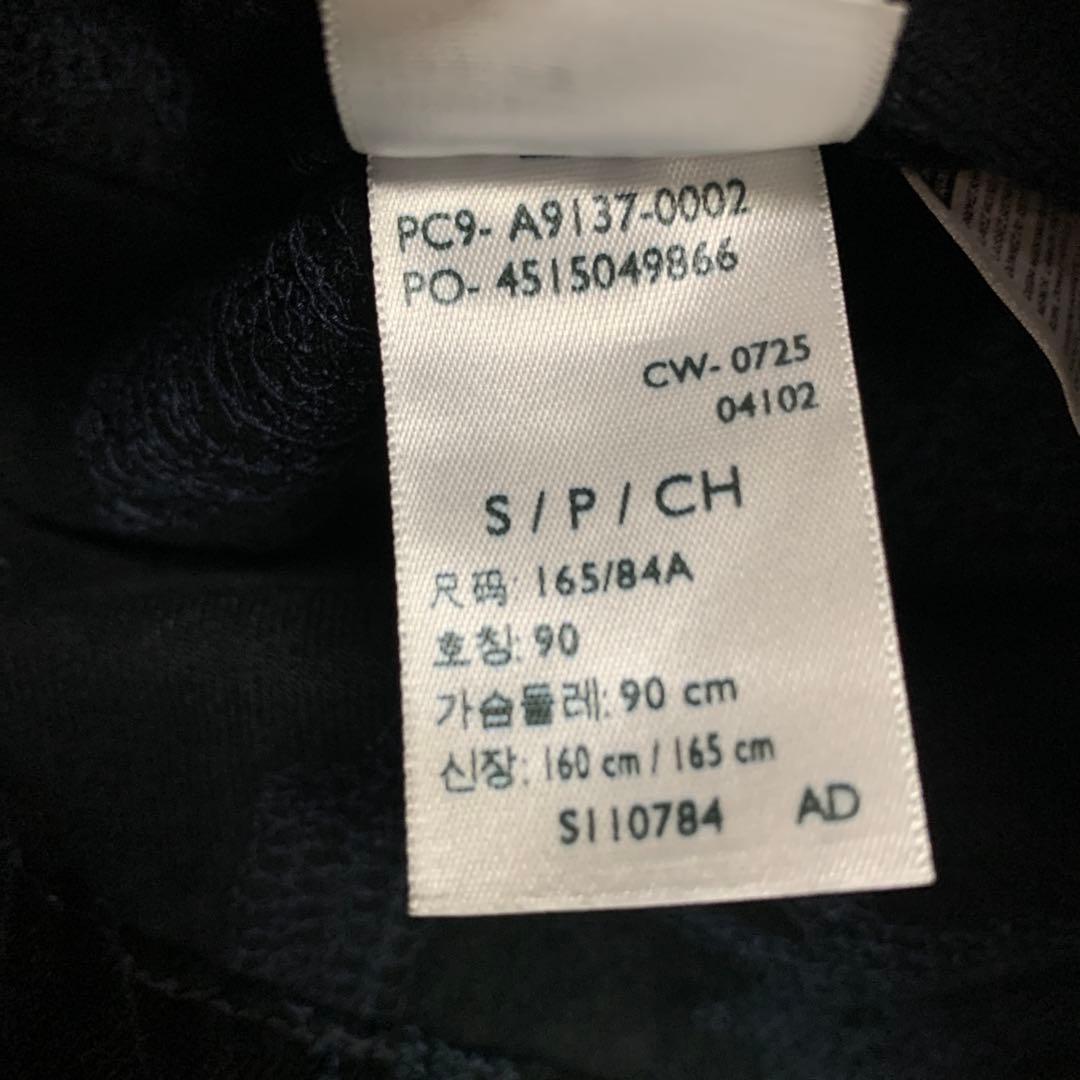 PC9- A9137-0002
PO- 4515049866
CW- 0725
04102
S / P / CH
尺码: 165/84A
호칭: 90
가슴둘레: 90 cm
신장: 160 cm / 165 cm
S110784 AD